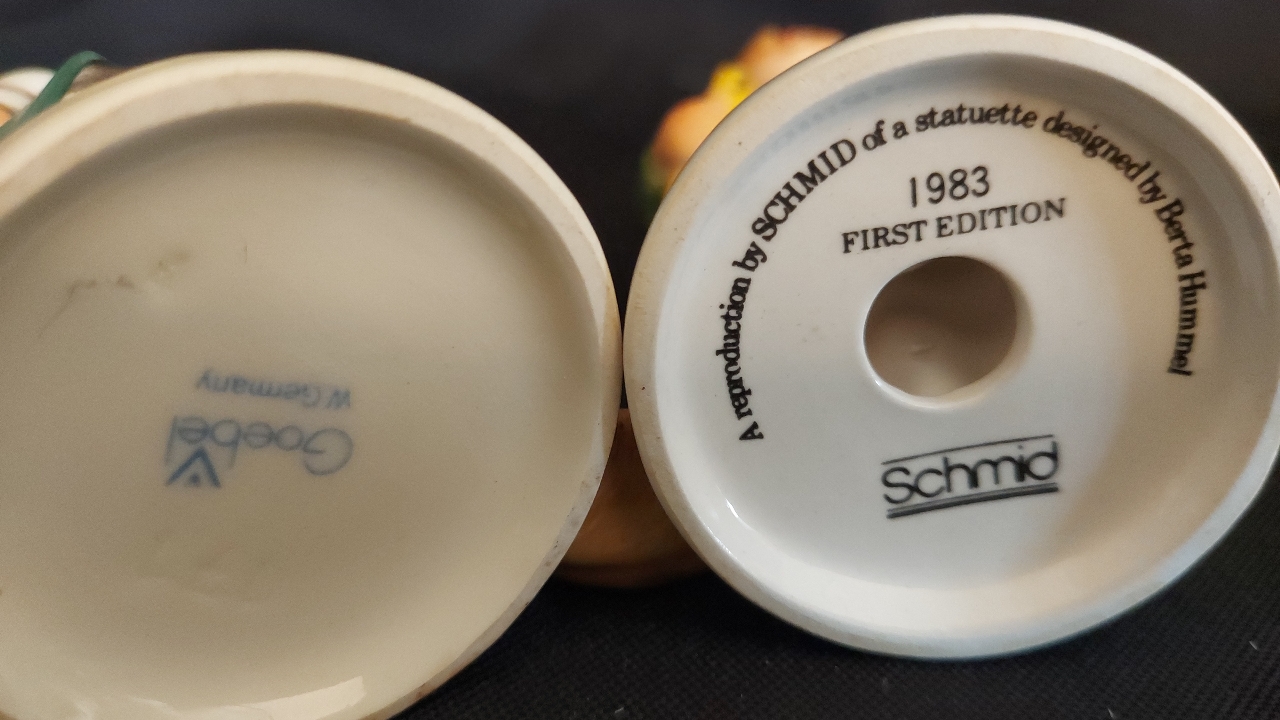 Goebel
W.Germany
A reproduction by SCHMID of a statuette designed by Berta Hummel
1983
FIRST EDITION
Schmid